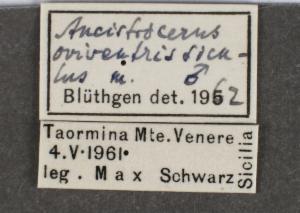 Ancistrocerus
oviventris sicu-
lus m. ♂
Blüthgen det. 1962
Taormina Mte. Venere
4.V.1961.
leg. Max Schwarz
Sicilia